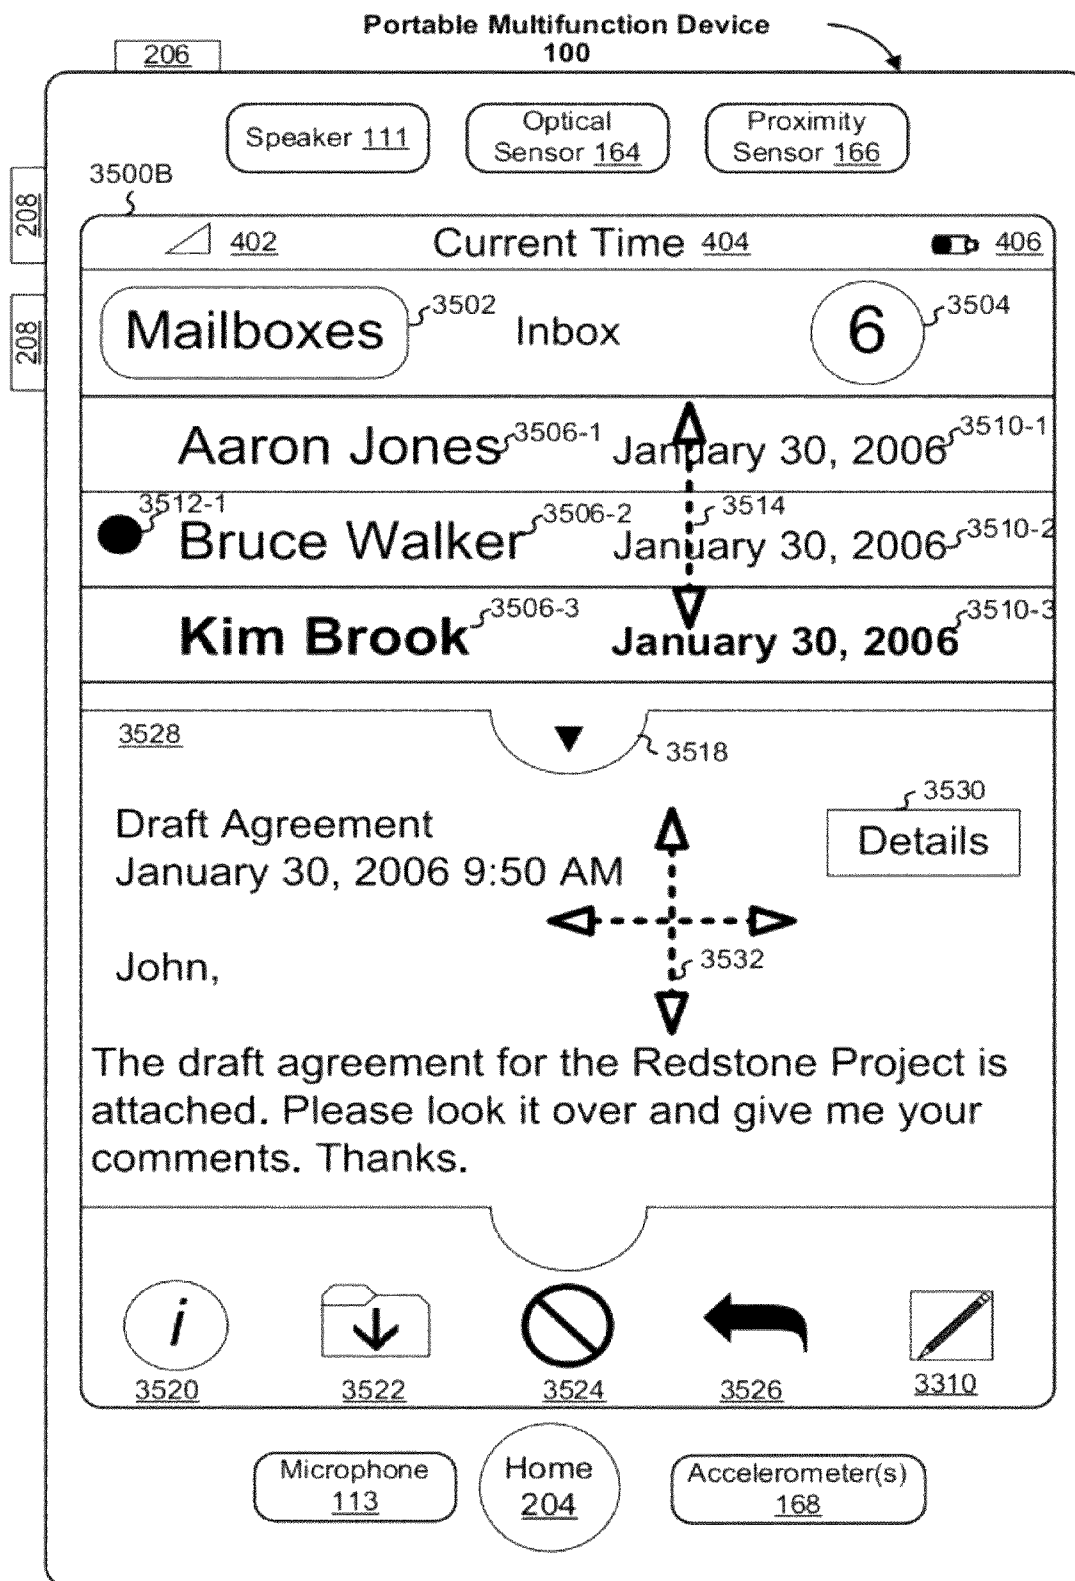 Portable Multifunction Device
100
206
Speaker 111
Optical
Sensor 164
Proximity
Sensor 166
208
208
3500B
402
Current Time 404
406
Mailboxes
3502
Inbox
6
3504
Aaron Jones
3506-1
January 30, 2006
3510-1
3512-1
Bruce Walker
3506-2
3514
January 30, 2006
3510-2
Kim Brook
3506-3
January 30, 2006
3510-3
3528
3518
3530
Draft Agreement
Details
January 30, 2006 9:50 AM
John,
3532
The draft agreement for the Redstone Project is
attached. Please look it over and give me your
comments. Thanks.
i
3520
3522
3524
3526
3310
Microphone
113
Home
204
Accelerometer(s)
168